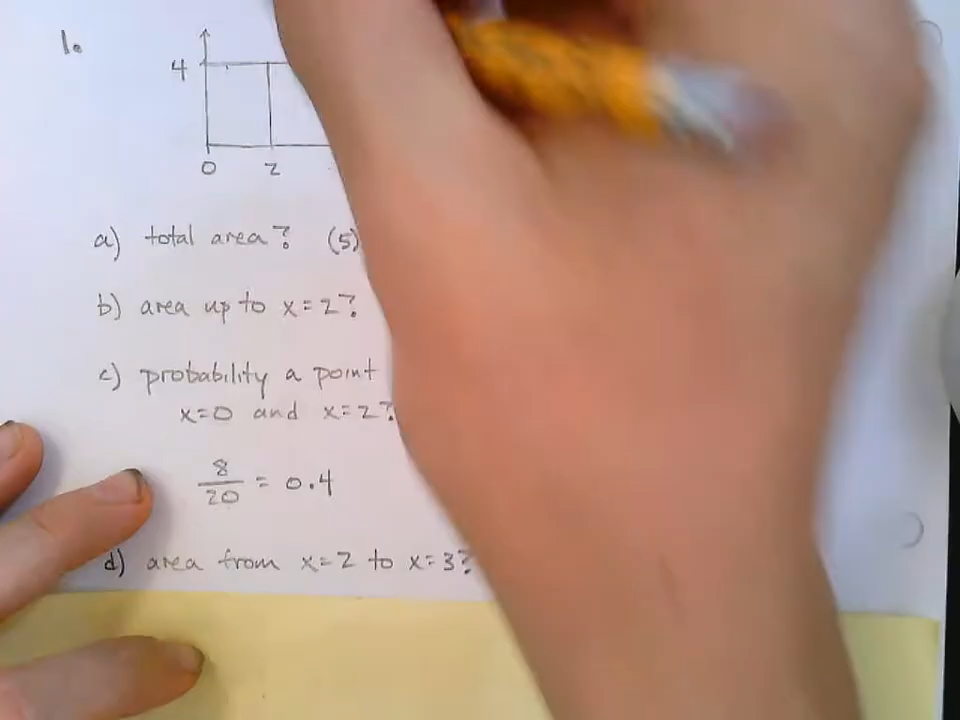 1.
4
0 2
a) total area? (5)
b) area up to x=2?
c) probability a point
x=0 and x=2?
8
20 = 0.4
d) area from x=2 to x=3?